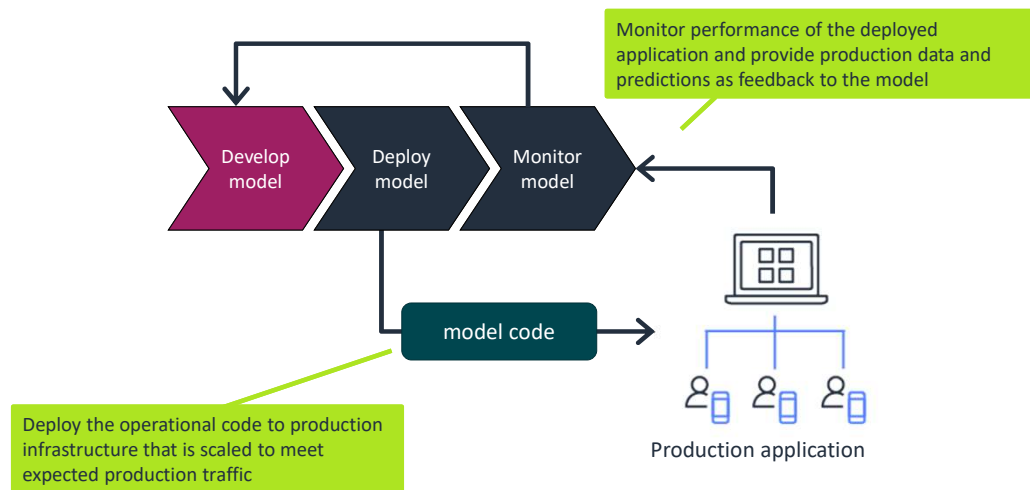 Monitor performance of the deployed
application and provide production data and
predictions as feedback to the model
Develop
model
Deploy
model
Monitor
model
model code
Deploy the operational code to production
infrastructure that is scaled to meet
expected production traffic
Production application